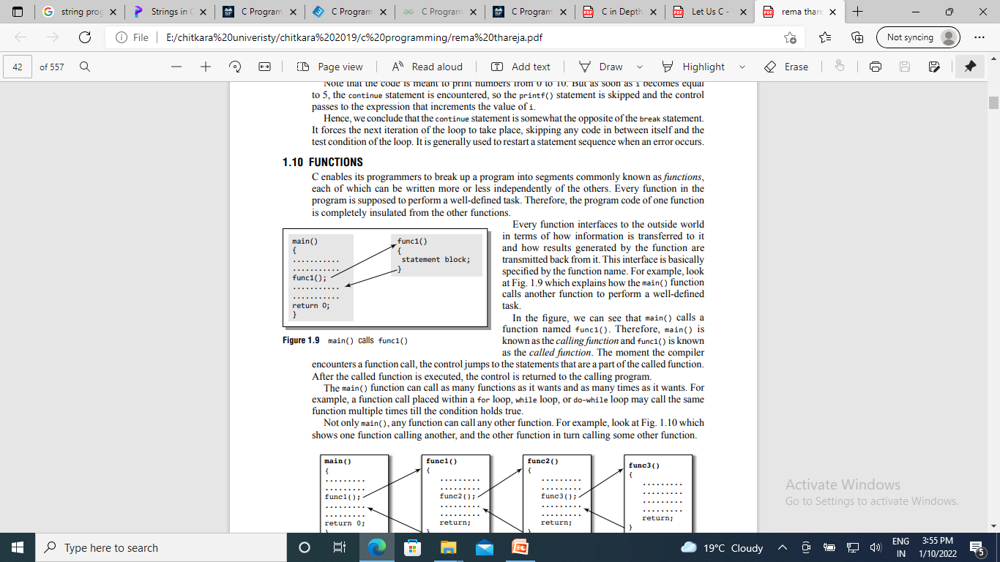 string prog
Strings in C
C Program
C Program
C Program
C Program
C in Depth
Let Us C -
rema thare
File
E:/chitkara%20univeristy/chitkara%202019/c%20programming/rema%20thareja.pdf
Not syncing
42 of 557
Page view
Read aloud
Add text
Draw
Highlight
Erase
Note that the code is meant to print numbers from 0 to 10. But as soon as i becomes equal
to 5, the continue statement is encountered, so the printf() statement is skipped and the control
passes to the expression that increments the value of i.
Hence, we conclude that the continue statement is somewhat the opposite of the break statement.
It forces the next iteration of the loop to take place, skipping any code in between itself and the
test condition of the loop. It is generally used to restart a statement sequence when an error occurs.
1.10 FUNCTIONS
C enables its programmers to break up a program into segments commonly known as functions,
each of which can be written more or less independently of the others. Every function in the
program is supposed to perform a well-defined task. Therefore, the program code of one function
is completely insulated from the other functions.
main()
{
...........
...........
func1();
...........
...........
return 0;
}
func1()
{
statement block;
}
Figure 1.9 main() calls func1()
Every function interfaces to the outside world
in terms of how information is transferred to it
and how results generated by the function are
transmitted back from it. This interface is basically
specified by the function name. For example, look
at Fig. 1.9 which explains how the main() function
calls another function to perform a well-defined
task.
In the figure, we can see that main() calls a
function named func1(). Therefore, main() is
known as the calling function and func1() is known
as the called function. The moment the compiler
encounters a function call, the control jumps to the statements that are a part of the called function.
After the called function is executed, the control is returned to the calling program.
The main() function can call as many functions as it wants and as many times as it wants. For
example, a function call placed within a for loop, while loop, or do-while loop may call the same
function multiple times till the condition holds true.
Not only main(), any function can call any other function. For example, look at Fig. 1.10 which
shows one function calling another, and the other function in turn calling some other function.
main()
{
.........
.........
func1();
.........
.........
return 0;
}
func1()
{
.........
.........
func2();
.........
.........
return;
}
func2()
{
.........
.........
func3();
.........
.........
return;
}
func3()
{
.........
.........
.........
.........
return;
}
Activate Windows
Go to Settings to activate Windows.
Type here to search
19°C Cloudy
ENG
IN
3:55 PM
1/10/2022
5